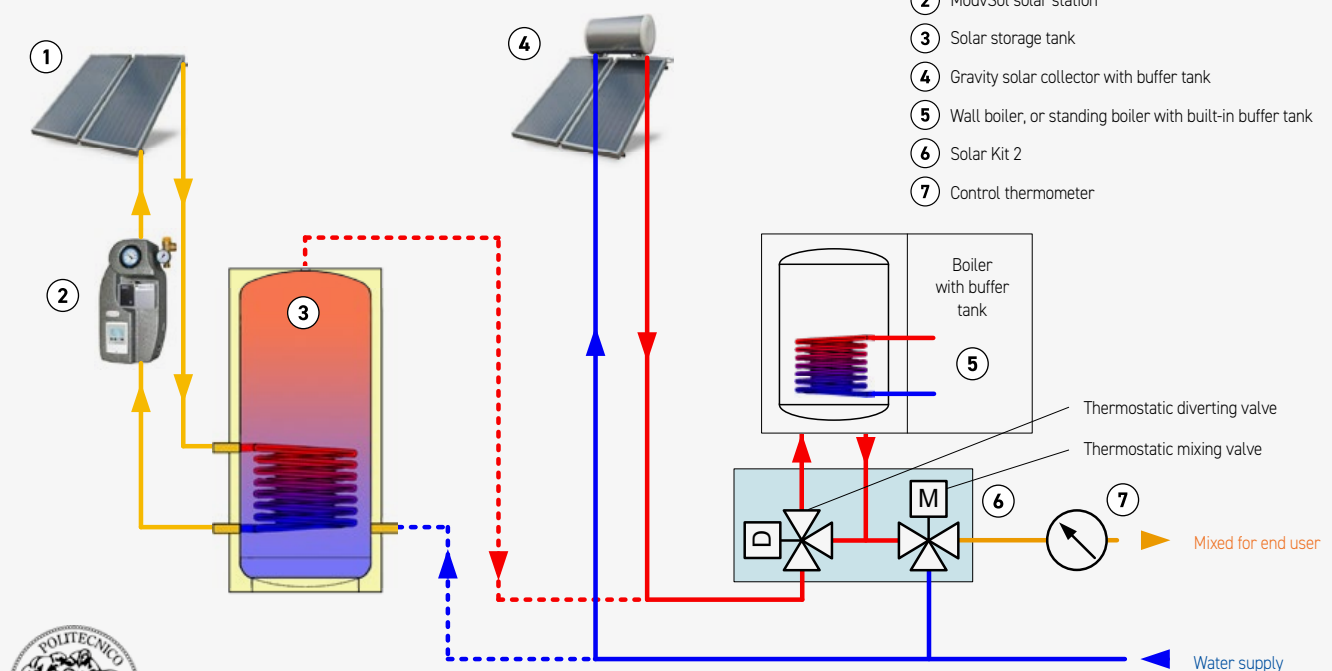 2 ModvSol solar station
3 Solar storage tank
4 Gravity solar collector with buffer tank
5 Wall boiler, or standing boiler with built-in buffer tank
6 Solar Kit 2
7 Control thermometer
1
4
2
3
Boiler
with buffer
tank
5
Thermostatic diverting valve
Thermostatic mixing valve
M
6
7
D
Mixed for end user
POLITECNICO
Water supply